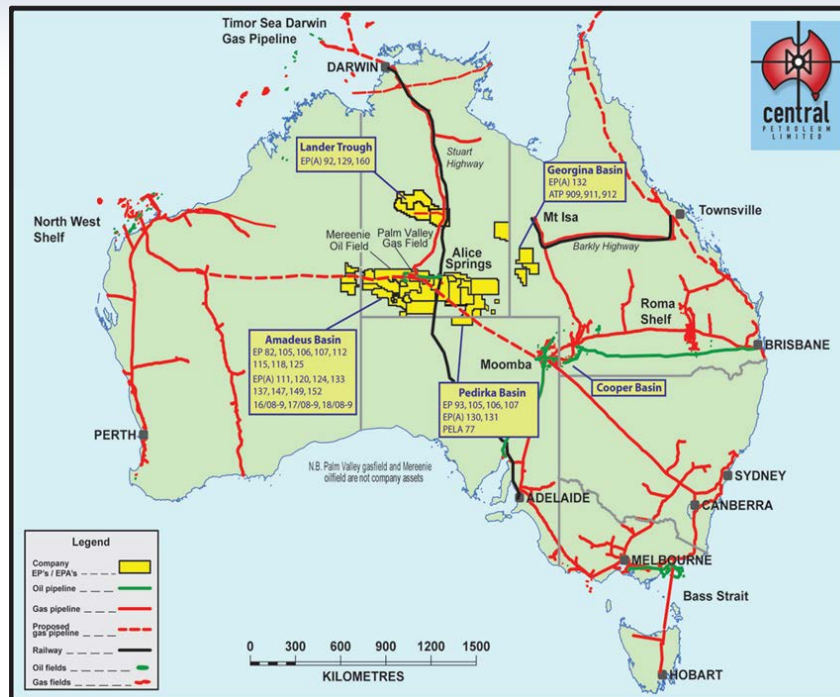 Timor Sea Darwin
Gas Pipeline
DARWIN
central
PETROLEUM
LIMITED
Lander Trough
EP(A) 92, 129, 160
Stuart
Highway
Georgina Basin
EP(A) 132
ATP 909, 911, 912
North West
Shelf
Mt Isa
Townsville
Barkly Highway
Mereenie
Oil Field
Palm Valley
Gas Field
Alice
Springs
Roma
Shelf
Amadeus Basin
EP 82, 105, 106, 107, 112
115, 118, 125
EP(A) 111, 120, 124, 133
137, 147, 149, 152
16/08-9, 17/08-9, 18/08-9
Moomba
BRISBANE
Cooper Basin
Pedirka Basin
EP 93, 105, 106, 107
EP(A) 130, 131
PELA 77
PERTH
N.B. Palm Valley gasfield and Mereenie
oilfield are not company assets
ADELAIDE
SYDNEY
CANBERRA
MELBOURNE
Bass Strait
HOBART
Legend
Company
EP's / EPA's
Oil pipeline
Gas pipeline
Proposed
gas pipeline
Railway
Oil fields
Gas fields
0 300 600 900 1200 1500
KILOMETRES